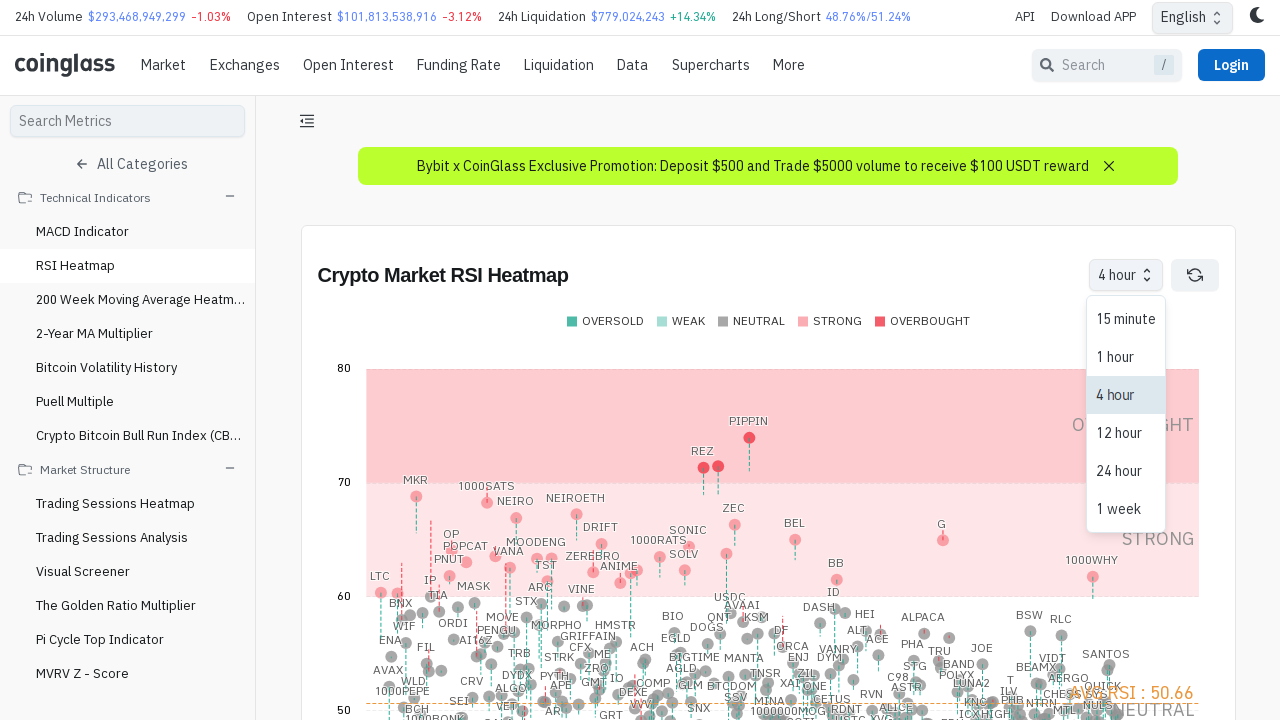 24h Volume $293,468,949,299 -1.03% Open Interest $101,813,538,916 -3.12% 24h Liquidation $779,024,243 +14.34% 24h Long/Short 48.76%/51.24% API Download APP English
coinglass Market Exchanges Open Interest Funding Rate Liquidation Data Supercharts More Search / Login
Search Metrics
All Categories
Technical Indicators
MACD Indicator
RSI Heatmap
200 Week Moving Average Heatm...
2-Year MA Multiplier
Bitcoin Volatility History
Puell Multiple
Crypto Bitcoin Bull Run Index (CB...
Market Structure
Trading Sessions Heatmap
Trading Sessions Analysis
Visual Screener
The Golden Ratio Multiplier
Pi Cycle Top Indicator
MVRV Z - Score
Bybit x CoinGlass Exclusive Promotion: Deposit $500 and Trade $5000 volume to receive $100 USDT reward
Crypto Market RSI Heatmap
4 hour
15 minute
1 hour
4 hour
12 hour
24 hour
1 week
OVERSOLD WEAK NEUTRAL STRONG OVERBOUGHT
80
PIPPIN
REZ
70
MKR
1000SATS
NEIRO
NEIROETH
ZEC
DRIFT
BEL
G
STRONG
OP
POPCAT
MOODENG
1000RATS
SONIC
SOLV
PNUT
VANA
ZEREBRO
TST
ANIME
BB
1000WHY
LTC
IP
MASK
ARC
VINE
60
BNX
TIA
STX
USDC
AVAAI
ID
DASH
WIF
ORDI
MOVE
MORPHO
HMSTR
BIO
QNT
KSM
HEI
ALPACA
BSW
RLC
ENA
FIL
AI16Z
PENGU
GRIFFAIN
EGLD
DOGS
DF
ALT
ACE
PHA
TRU
JOE
VIDT
SANTOS
AVAX
WLD
CRV
TRB
STRK
CFX
ME
ACH
BIGTIME
MANTA
ORCA
ENJ
VANRY
DYM
STG
BAND
POLYX
BEAMX
1000PEPE
DYDX
ALGO
PYTH
APE
ZRO
GMT
IO
AGLD
GLM
BTCDOM
TNSR
XAI
ZIL
ONE
C98
ASTR
LUNA2
T
ILV
AERGO
QUICK
SEI
VET
COMP
DEXE
SSV
MINA
CETUS
RVN
KNC
PHB
CHESS
AVG RSI : 50.66
50
BCH
1000BONK
GRT
SNX
1000000MOG
RDNT
ALICE
ICX
HIGH
NTRN
MTL
NULS
NEUTRAL